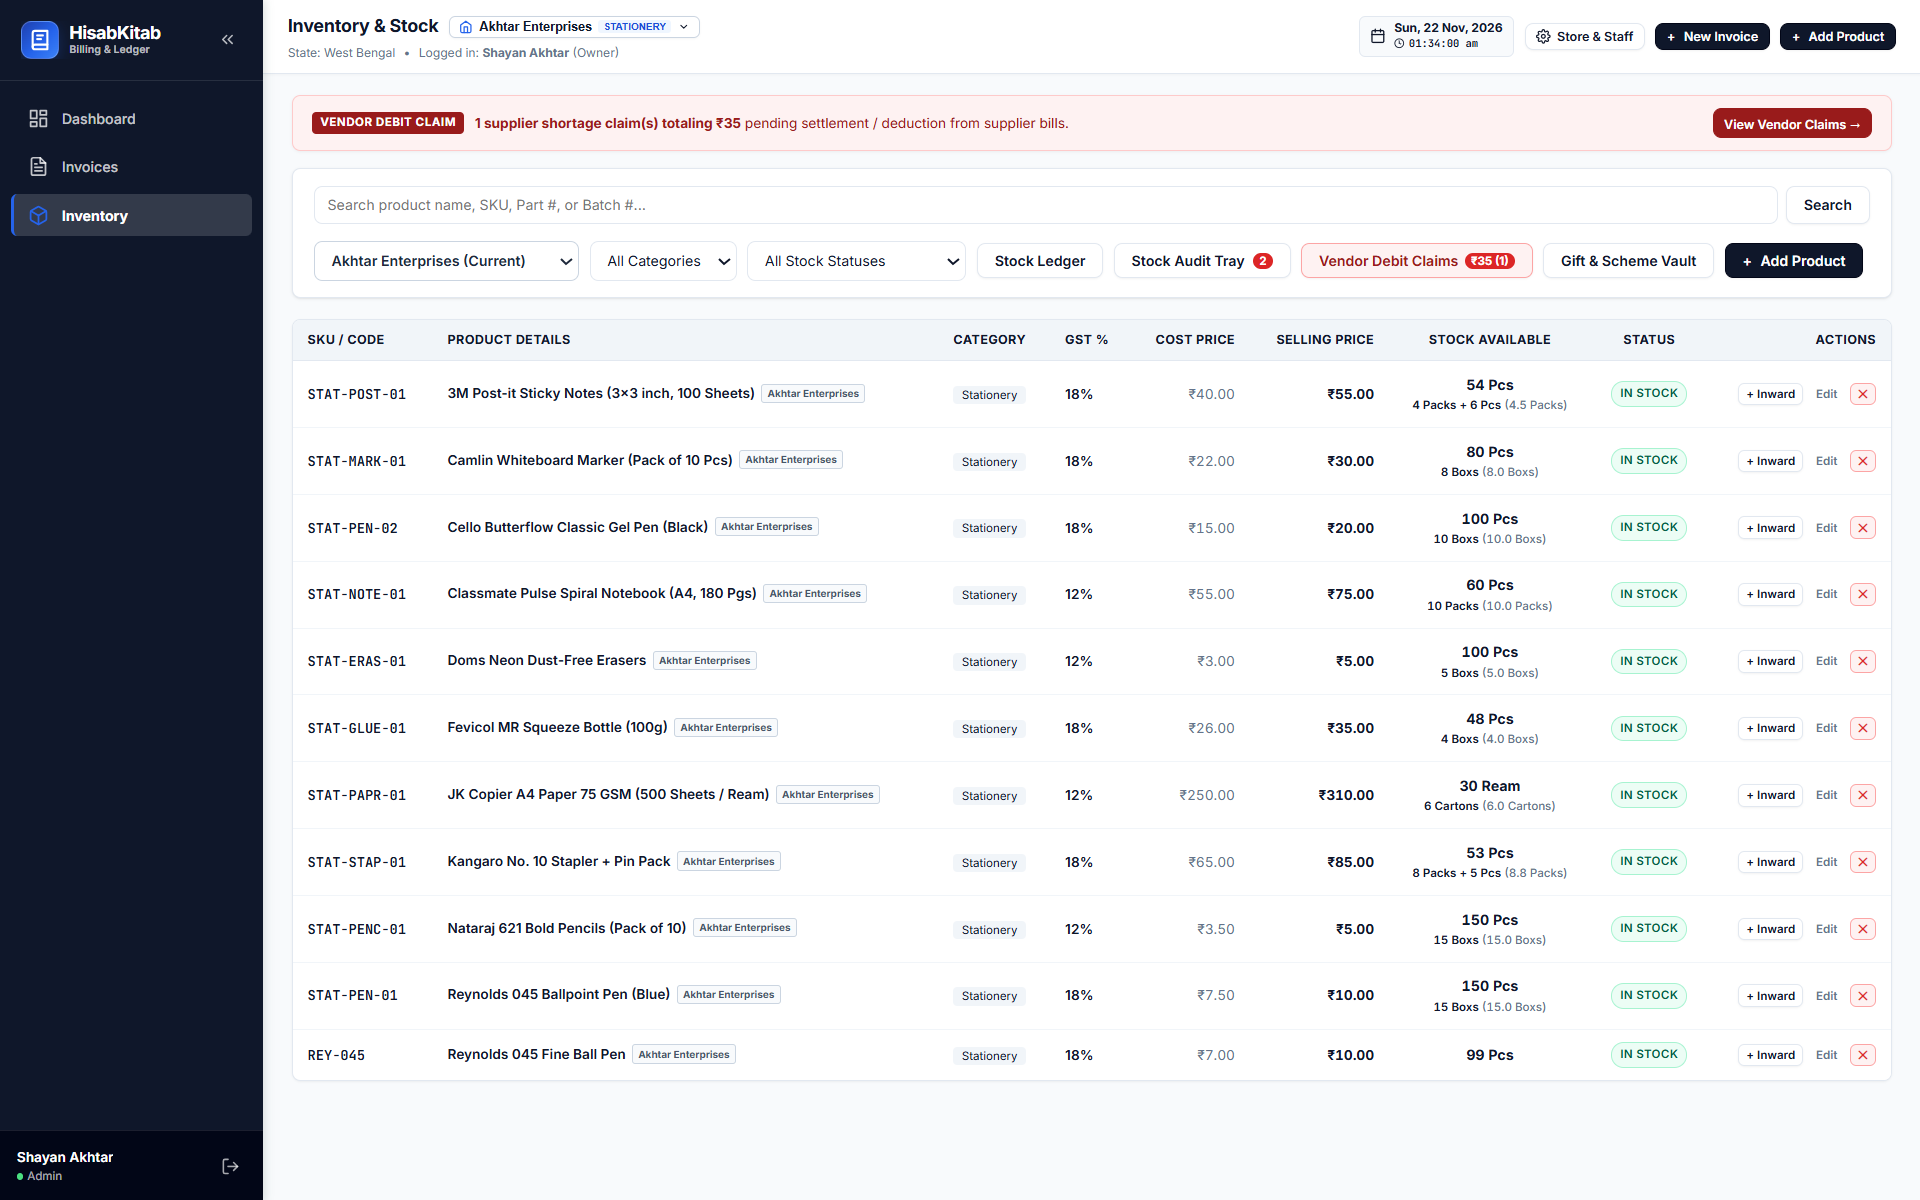 HisabKitab
Billing & Ledger
Dashboard
Invoices
Inventory
Shayan Akhtar
Admin
Inventory & Stock
Akhtar Enterprises STATIONERY
State: West Bengal • Logged in: Shayan Akhtar (Owner)
Sun, 22 Nov, 2026
01:34:00 am
Store & Staff
+ New Invoice
+ Add Product
VENDOR DEBIT CLAIM 1 supplier shortage claim(s) totaling ₹35 pending settlement / deduction from supplier bills.
View Vendor Claims →
Search product name, SKU, Part #, or Batch #...
Search
Akhtar Enterprises (Current)
All Categories
All Stock Statuses
Stock Ledger
Stock Audit Tray 2
Vendor Debit Claims ₹35 (1)
Gift & Scheme Vault
+ Add Product
SKU / CODE PRODUCT DETAILS CATEGORY GST % COST PRICE SELLING PRICE STOCK AVAILABLE STATUS ACTIONS
STAT-POST-01 3M Post-it Sticky Notes (3×3 inch, 100 Sheets) Akhtar Enterprises Stationery 18% ₹40.00 ₹55.00 54 Pcs IN STOCK + Inward Edit ×
4 Packs + 6 Pcs (4.5 Packs)
STAT-MARK-01 Camlin Whiteboard Marker (Pack of 10 Pcs) Akhtar Enterprises Stationery 18% ₹22.00 ₹30.00 80 Pcs IN STOCK + Inward Edit ×
8 Boxs (8.0 Boxs)
STAT-PEN-02 Cello Butterflow Classic Gel Pen (Black) Akhtar Enterprises Stationery 18% ₹15.00 ₹20.00 100 Pcs IN STOCK + Inward Edit ×
10 Boxs (10.0 Boxs)
STAT-NOTE-01 Classmate Pulse Spiral Notebook (A4, 180 Pgs) Akhtar Enterprises Stationery 12% ₹55.00 ₹75.00 60 Pcs IN STOCK + Inward Edit ×
10 Packs (10.0 Packs)
STAT-ERAS-01 Doms Neon Dust-Free Erasers Akhtar Enterprises Stationery 12% ₹3.00 ₹5.00 100 Pcs IN STOCK + Inward Edit ×
5 Boxs (5.0 Boxs)
STAT-GLUE-01 Fevicol MR Squeeze Bottle (100g) Akhtar Enterprises Stationery 18% ₹26.00 ₹35.00 48 Pcs IN STOCK + Inward Edit ×
4 Boxs (4.0 Boxs)
STAT-PAPR-01 JK Copier A4 Paper 75 GSM (500 Sheets / Ream) Akhtar Enterprises Stationery 12% ₹250.00 ₹310.00 30 Ream IN STOCK + Inward Edit ×
6 Cartons (6.0 Cartons)
STAT-STAP-01 Kangaro No. 10 Stapler + Pin Pack Akhtar Enterprises Stationery 18% ₹65.00 ₹85.00 53 Pcs IN STOCK + Inward Edit ×
8 Packs + 5 Pcs (8.8 Packs)
STAT-PENC-01 Nataraj 621 Bold Pencils (Pack of 10) Akhtar Enterprises Stationery 12% ₹3.50 ₹5.00 150 Pcs IN STOCK + Inward Edit ×
15 Boxs (15.0 Boxs)
STAT-PEN-01 Reynolds 045 Ballpoint Pen (Blue) Akhtar Enterprises Stationery 18% ₹7.50 ₹10.00 150 Pcs IN STOCK + Inward Edit ×
15 Boxs (15.0 Boxs)
REY-045 Reynolds 045 Fine Ball Pen Akhtar Enterprises Stationery 18% ₹7.00 ₹10.00 99 Pcs IN STOCK + Inward Edit ×